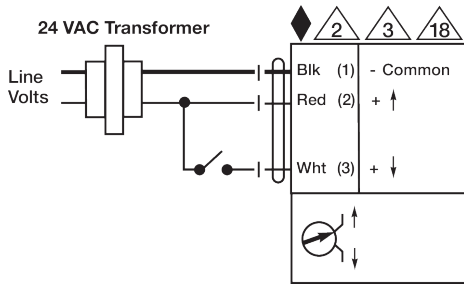 24 VAC Transformer
2 3 18
Line
Volts
Blk (1) - Common
Red (2) + ↑
Wht (3) + ↓